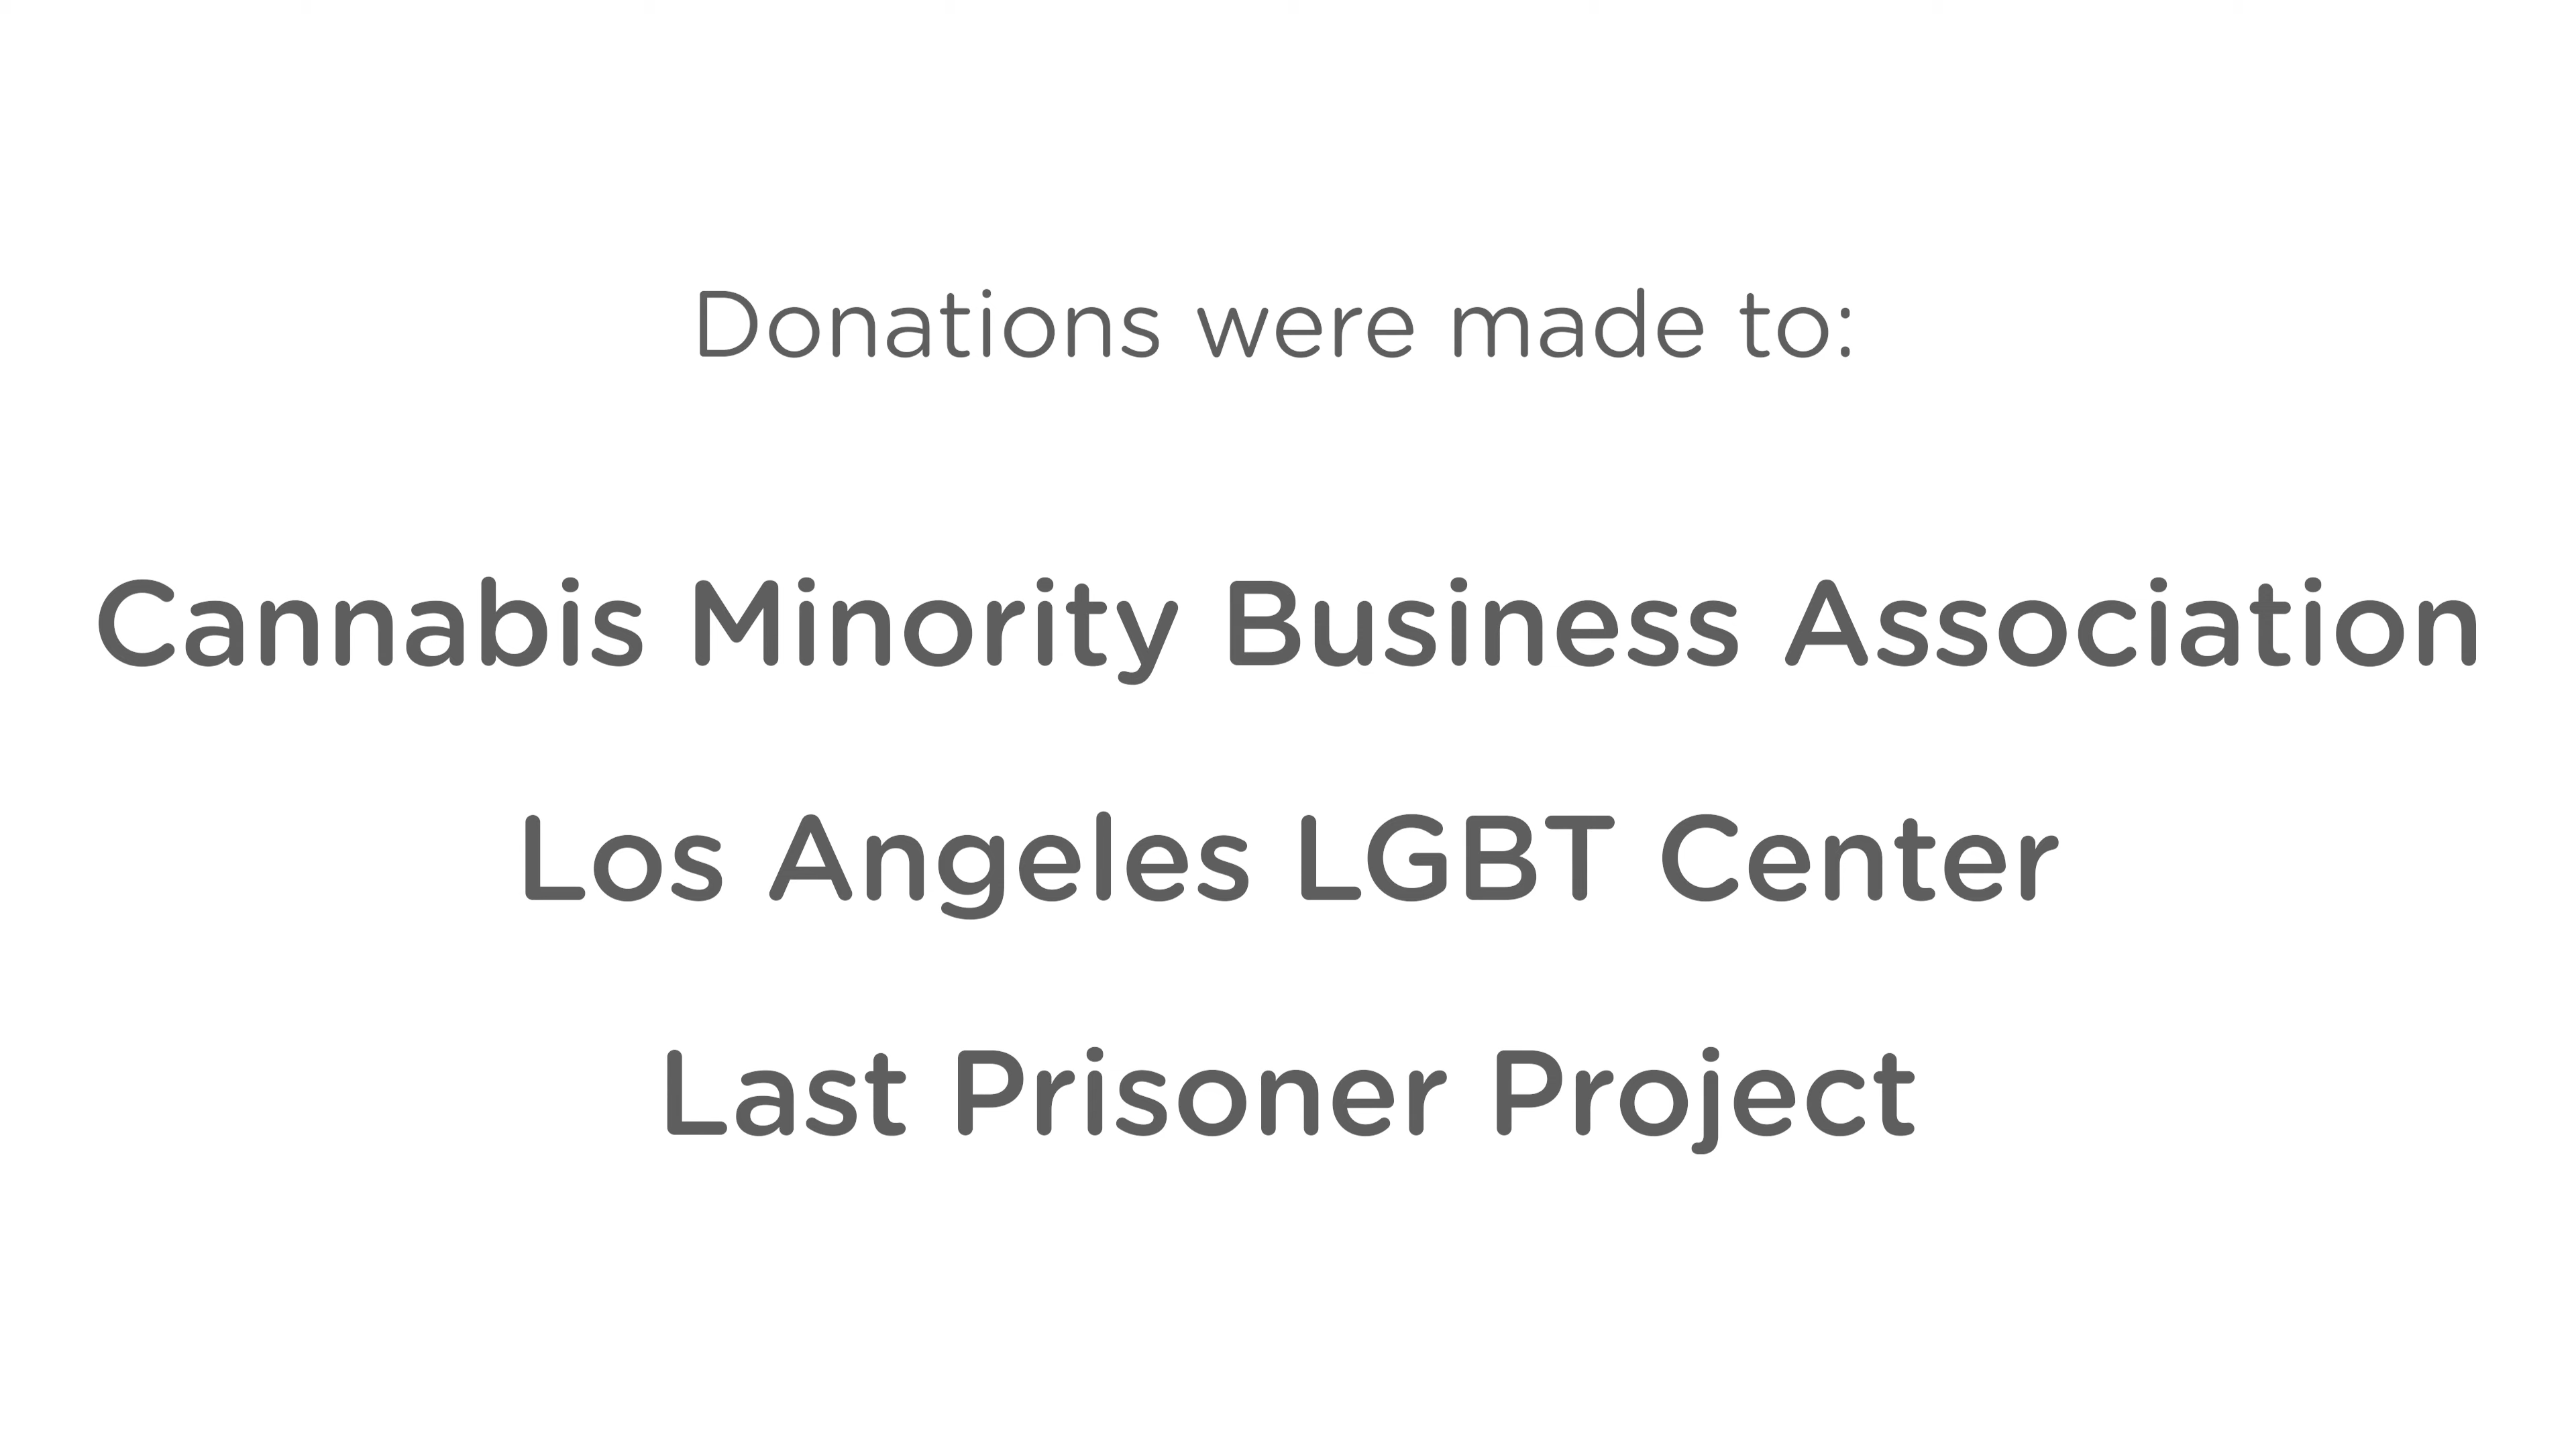 Donations were made to:
Cannabis Minority Business Association
Los Angeles LGBT Center
Last Prisoner Project